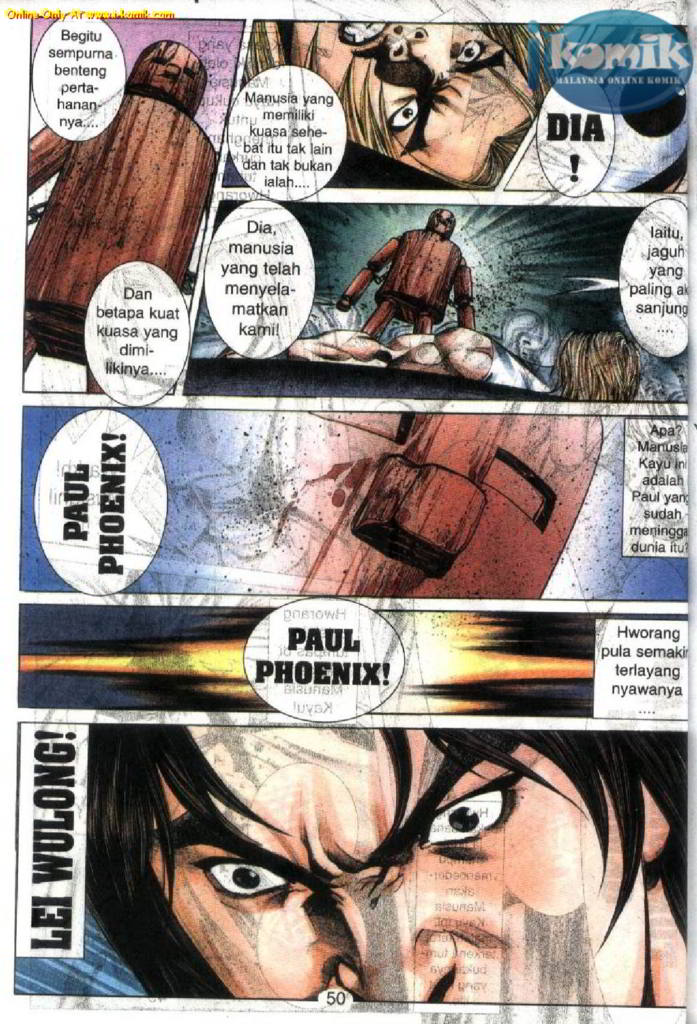 Online Only At www.i-komik.com
ikomik
MALAYSIA ONLINE KOMIK
Begitu
sempurna
benteng
perta-
hanan-
nya....
Manusia yang
memiliki
kuasa sehe-
bat itu tak lain
dan tak bukan
ialah....
DIA
!
Dan
betapa kuat
kuasa yang
dimi-
likinya....
Dia,
manusia
yang telah
menyela-
matkan
kami!
Iaitu,
jaguh
yang
paling
sanjung
PAUL
PHOENIX!
Apa?
Manusia
Kayu ini
adalah
Paul yang
sudah
meningga
dunia itu?
PAUL
PHOENIX!
Hworang
pula semakin
terlayang
nyawanya
....
LEI WULONG!
50